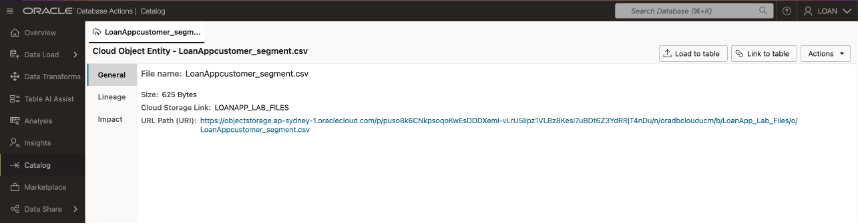 ORACLE Database Actions | Catalog
Search Database (⌘+K)
LOAN
Overview
Data Load
Data Transforms
Table AI Assist
Analysis
Insights
Catalog
Marketplace
Data Share
LoanAppcustomer_segm...
Cloud Object Entity - LoanAppcustomer_segment.csv
Load to table
Link to table
Actions
General
Lineage
Impact
File name: LoanAppcustomer_segment.csv
Size: 625 Bytes
Cloud Storage Link: LOANAPP_LAB_FILES
URL Path (URI): https://objectstorage.ap-sydney-1.oraclecloud.com/p/puso8k6CNkpsoqoKwEsDDDXemi-vLrU5llpz1VLBz8Kesl7uBDt6Z3YdRRjT4nDu/n/oradbclouducm/b/LoanApp_Lab_Files/o/
LoanAppcustomer_segment.csv